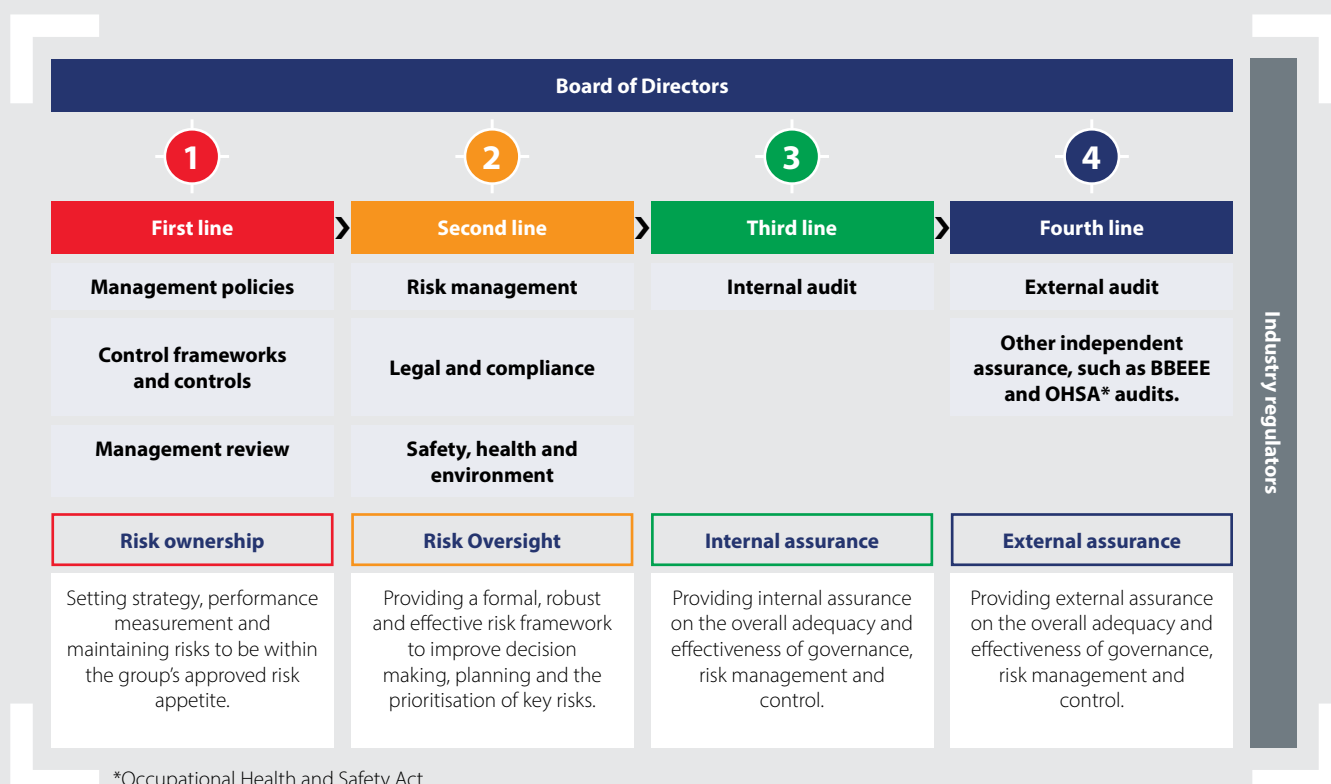 Board of Directors
1
2
3
4
First line
Second line
Third line
Fourth line
Management policies
Risk management
Internal audit
External audit
Control frameworks
and controls
Legal and compliance
Other independent
assurance, such as BBEEE
and OHSA* audits.
Management review
Safety, health and
environment
Risk ownership
Risk Oversight
Internal assurance
External assurance
Setting strategy, performance
measurement and
maintaining risks to be within
the group's approved risk
appetite.
Providing a formal, robust
and effective risk framework
to improve decision
making, planning and the
prioritisation of key risks.
Providing internal assurance
on the overall adequacy and
effectiveness of governance,
risk management and
control.
Providing external assurance
on the overall adequacy and
effectiveness of governance,
risk management and
control.
Industry regulators
*Occupational Health and Safety Act